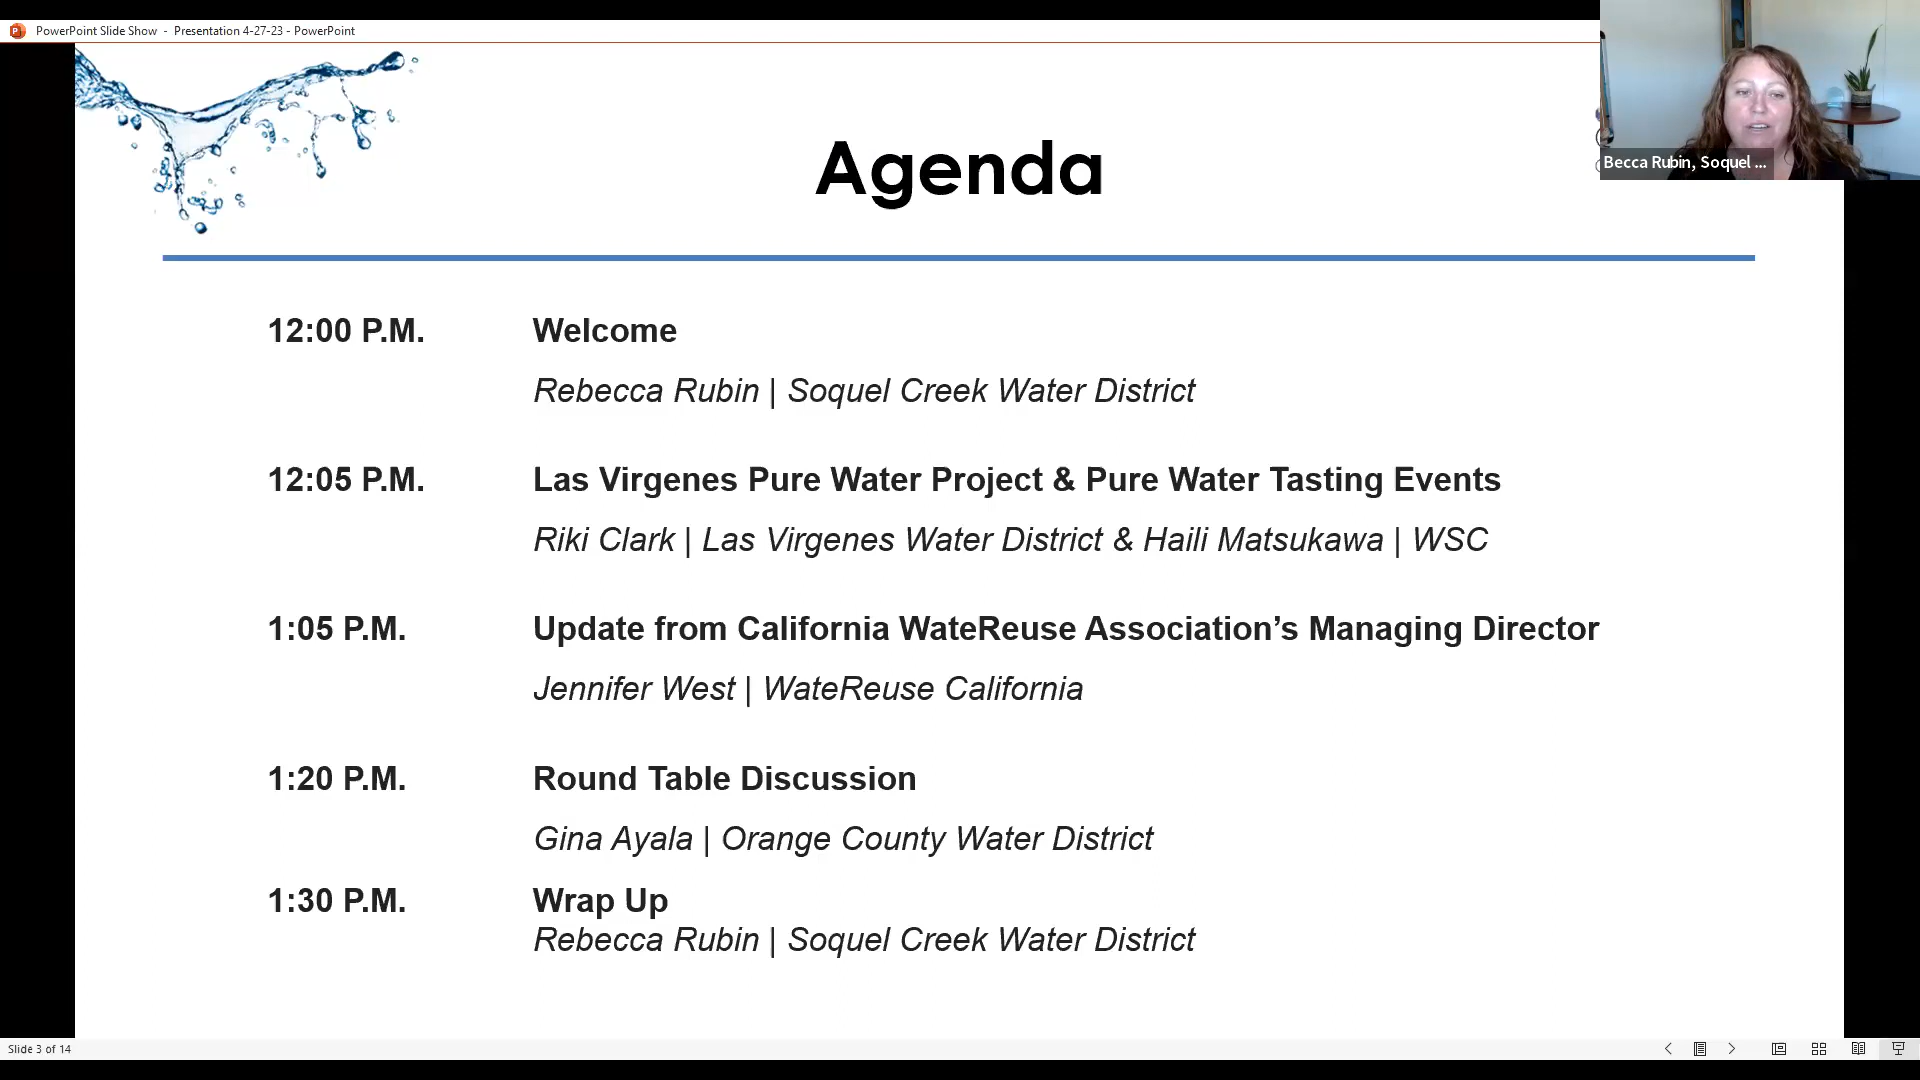 PowerPoint Slide Show - Presentation 4-27-23 - PowerPoint
Becca Rubin, Soquel ...
Agenda
12:00 P.M. Welcome
Rebecca Rubin | Soquel Creek Water District
12:05 P.M. Las Virgenes Pure Water Project & Pure Water Tasting Events
Riki Clark | Las Virgenes Water District & Haili Matsukawa | WSC
1:05 P.M. Update from California WateReuse Association’s Managing Director
Jennifer West | WateReuse California
1:20 P.M. Round Table Discussion
Gina Ayala | Orange County Water District
1:30 P.M. Wrap Up
Rebecca Rubin | Soquel Creek Water District
Slide 3 of 14